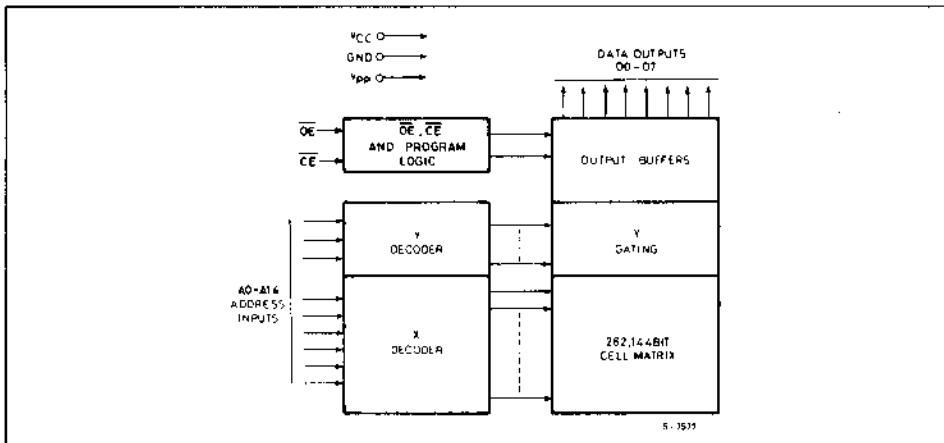 VCC
GND
Vpp
DATA OUTPUTS
O0-O7
OE
CE
OE, CE
AND PROGRAM
LOGIC
OUTPUT BUFFERS
Y
DECODER
Y
GATING
A0-A14
ADDRESS
INPUTS
X
DECODER
262,144 BIT
CELL MATRIX